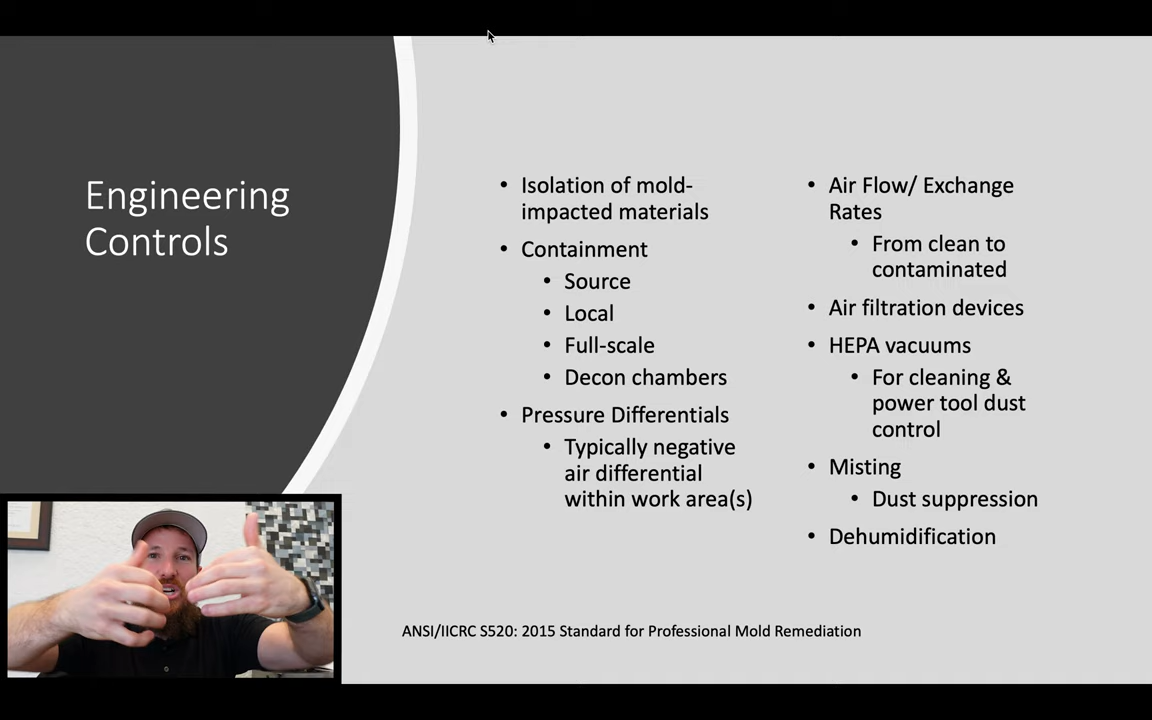 Engineering
Controls
• Isolation of mold-
impacted materials
• Containment
• Source
• Local
• Full-scale
• Decon chambers
• Pressure Differentials
• Typically negative
air differential
within work area(s)
• Air Flow/ Exchange
Rates
• From clean to
contaminated
• Air filtration devices
• HEPA vacuums
• For cleaning &
power tool dust
control
• Misting
• Dust suppression
• Dehumidification
ANSI/IICRC S520: 2015 Standard for Professional Mold Remediation